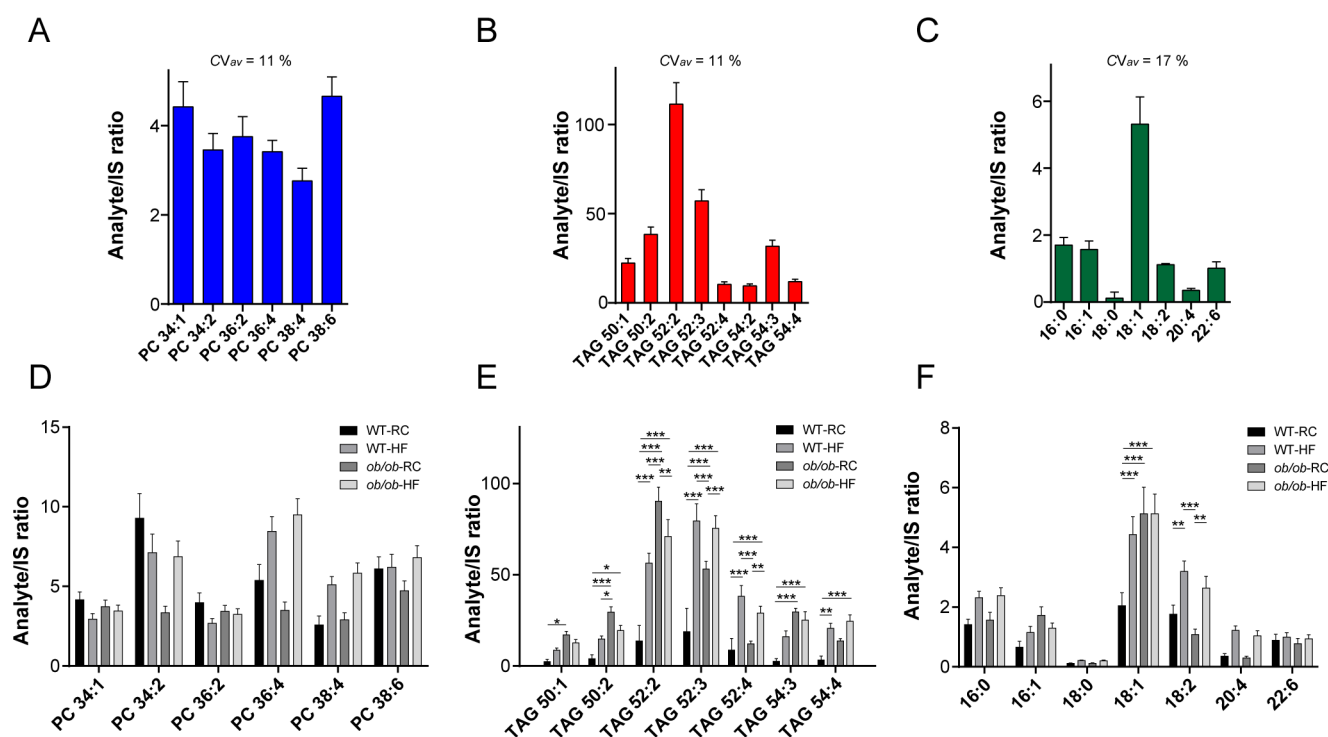 A
CVav = 11 %
Analyte/IS ratio
4
2
0
PC 34:1
PC 34:2
PC 36:2
PC 36:4
PC 38:4
PC 38:6
B
CVav = 11 %
Analyte/IS ratio
100
50
0
TAG 50:1
TAG 50:2
TAG 52:2
TAG 52:3
TAG 52:4
TAG 54:2
TAG 54:3
TAG 54:4
C
CVav = 17 %
Analyte/IS ratio
6
4
2
0
16:0
16:1
18:0
18:1
18:2
20:4
22:6
D
WT-RC
WT-HF
ob/ob-RC
ob/ob-HF
Analyte/IS ratio
15
10
5
0
PC 34:1
PC 34:2
PC 36:2
PC 36:4
PC 38:4
PC 38:6
E
WT-RC
WT-HF
ob/ob-RC
ob/ob-HF
Analyte/IS ratio
100
50
0
*
*
***
*
***
***
***
***
**
***
***
***
***
***
***
***
***
**
***
***
***
**
TAG 50:1
TAG 50:2
TAG 52:2
TAG 52:3
TAG 52:4
TAG 54:3
TAG 54:4
F
WT-RC
WT-HF
ob/ob-RC
ob/ob-HF
Analyte/IS ratio
8
6
4
2
0
***
***
***
***
**
**
16:0
16:1
18:0
18:1
18:2
20:4
22:6